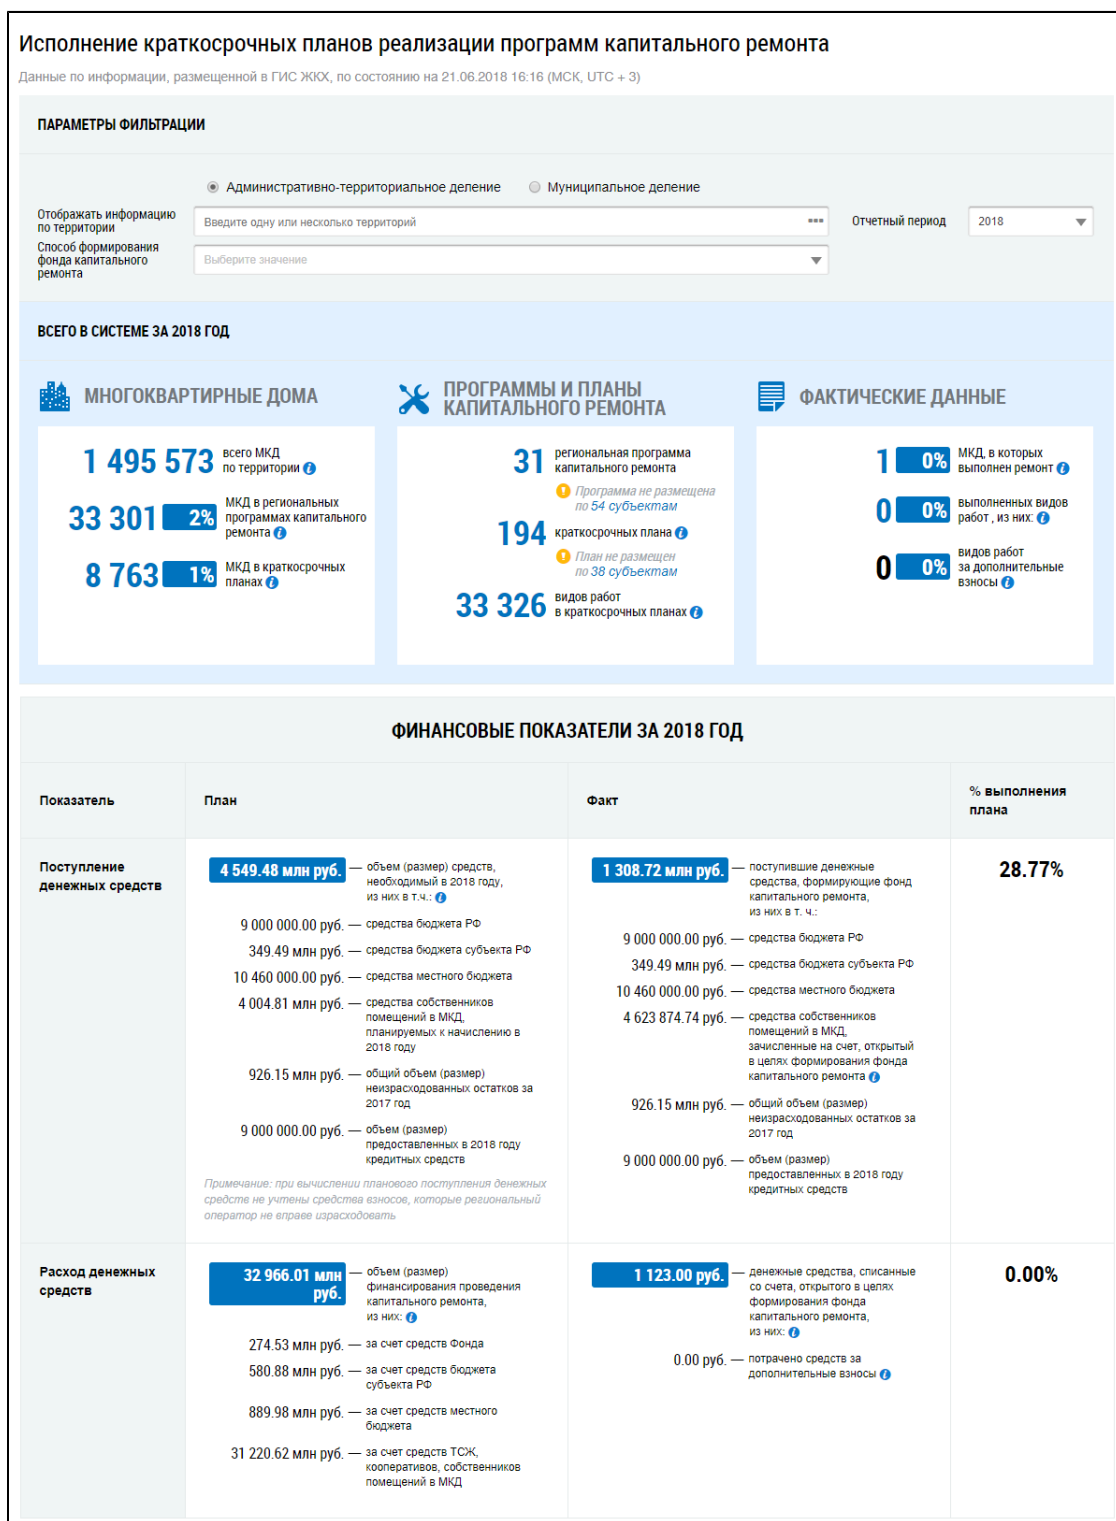 Исполнение краткосрочных планов реализации программ капитального ремонта
Данные по информации, размещенной в ГИС ЖКХ, по состоянию на 21.06.2018 16:16 (МСК, UTC + 3)
ПАРАМЕТРЫ ФИЛЬТРАЦИИ
Административно-территориальное деление
Муниципальное деление
Отображать информацию
по территории
Введите одну или несколько территорий
Отчетный период
2018
Способ формирования
фонда капитального
ремонта
Выберите значение
ВСЕГО В СИСТЕМЕ ЗА 2018 ГОД
МНОГОКВАРТИРНЫЕ ДОМА
1 495 573 всего МКД
по территории
33 301 2% МКД в региональных
программах капитального
ремонта
8 763 1% МКД в краткосрочных
планах
ПРОГРАММЫ И ПЛАНЫ
КАПИТАЛЬНОГО РЕМОНТА
31 региональная программа
капитального ремонта
Программа не размещена
по 54 субъектам
194 краткосрочных плана
План не размещен
по 38 субъектам
33 326 видов работ
в краткосрочных планах
ФАКТИЧЕСКИЕ ДАННЫЕ
1 0% МКД, в которых
выполнен ремонт
0 0% выполненных видов
работ , из них:
0 0% видов работ
за дополнительные
взносы
ФИНАНСОВЫЕ ПОКАЗАТЕЛИ ЗА 2018 ГОД
Показатель
План
Факт
% выполнения
плана
Поступление
денежных средств
4 549.48 млн руб. — объем (размер) средств,
необходимый в 2018 году,
из них в т.ч.:
9 000 000.00 руб. — средства бюджета РФ
349.49 млн руб. — средства бюджета субъекта РФ
10 460 000.00 руб. — средства местного бюджета
4 004.81 млн руб. — средства собственников
помещений в МКД,
планируемых к начислению в
2018 году
926.15 млн руб. — общий объем (размер)
неизрасходованных остатков за
2017 год
9 000 000.00 руб. — объем (размер)
предоставленных в 2018 году
кредитных средств
Примечание: при вычислении планового поступления денежных
средств не учтены средства взносов, которые региональный
оператор не вправе израсходовать
1 308.72 млн руб. — поступившие денежные
средства, формирующие фонд
капитального ремонта,
из них в т. ч.:
9 000 000.00 руб. — средства бюджета РФ
349.49 млн руб. — средства бюджета субъекта РФ
10 460 000.00 руб. — средства местного бюджета
4 623 874.74 руб. — средства собственников
помещений в МКД,
зачисленные на счет, открытый
в целях формирования фонда
капитального ремонта
926.15 млн руб. — общий объем (размер)
неизрасходованных остатков за
2017 год
9 000 000.00 руб. — объем (размер)
предоставленных в 2018 году
кредитных средств
28.77%
Расход денежных
средств
32 966.01 млн
руб. — объем (размер)
финансирования проведения
капитального ремонта,
из них:
274.53 млн руб. — за счет средств Фонда
580.88 млн руб. — за счет средств бюджета
субъекта РФ
889.98 млн руб. — за счет средств местного
бюджета
31 220.62 млн руб. — за счет средств ТСЖ,
кооперативов, собственников
помещений в МКД
1 123.00 руб. — денежные средства, списанные
со счета, открытого в целях
формирования фонда
капитального ремонта,
из них:
0.00 руб. — потрачено средств за
дополнительные взносы
0.00%